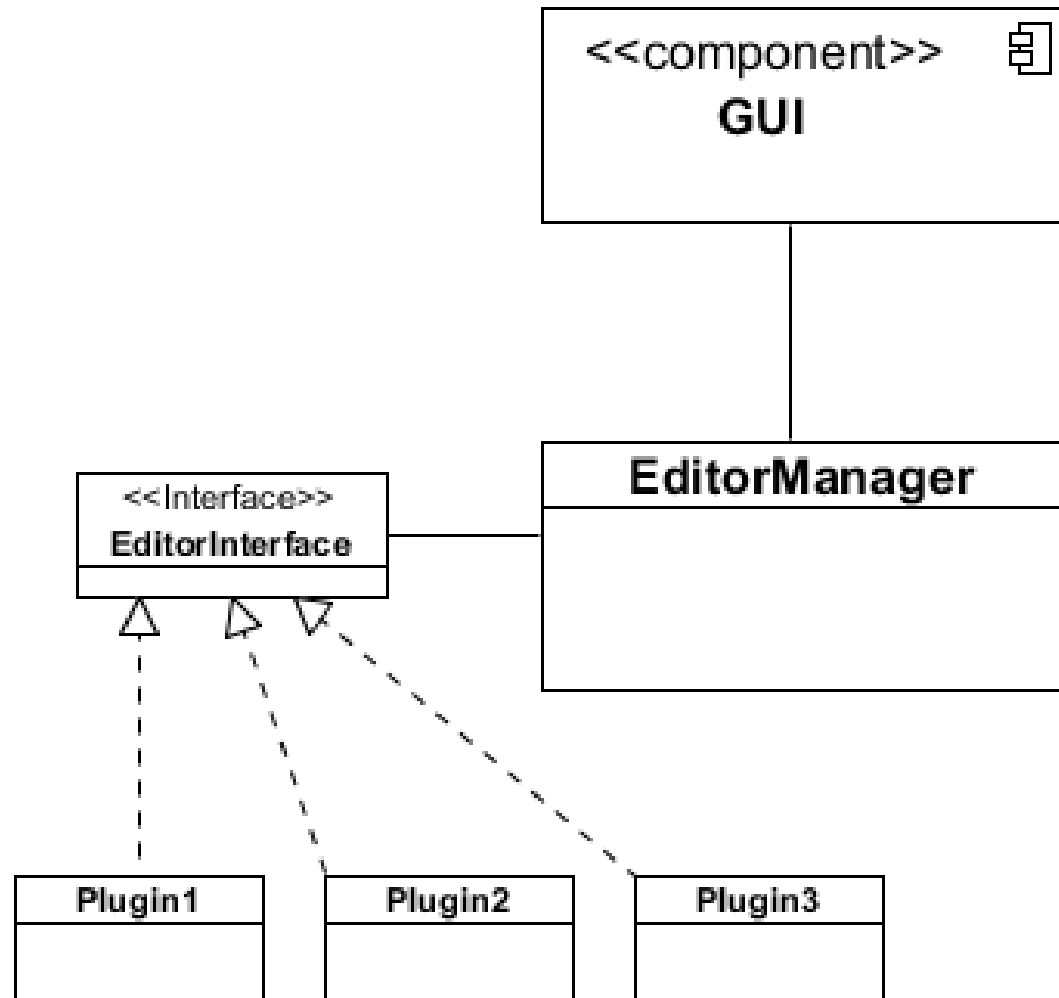 <<component>>
GUI
EditorManager
<<Interface>>
EditorInterface
Plugin1
Plugin2
Plugin3